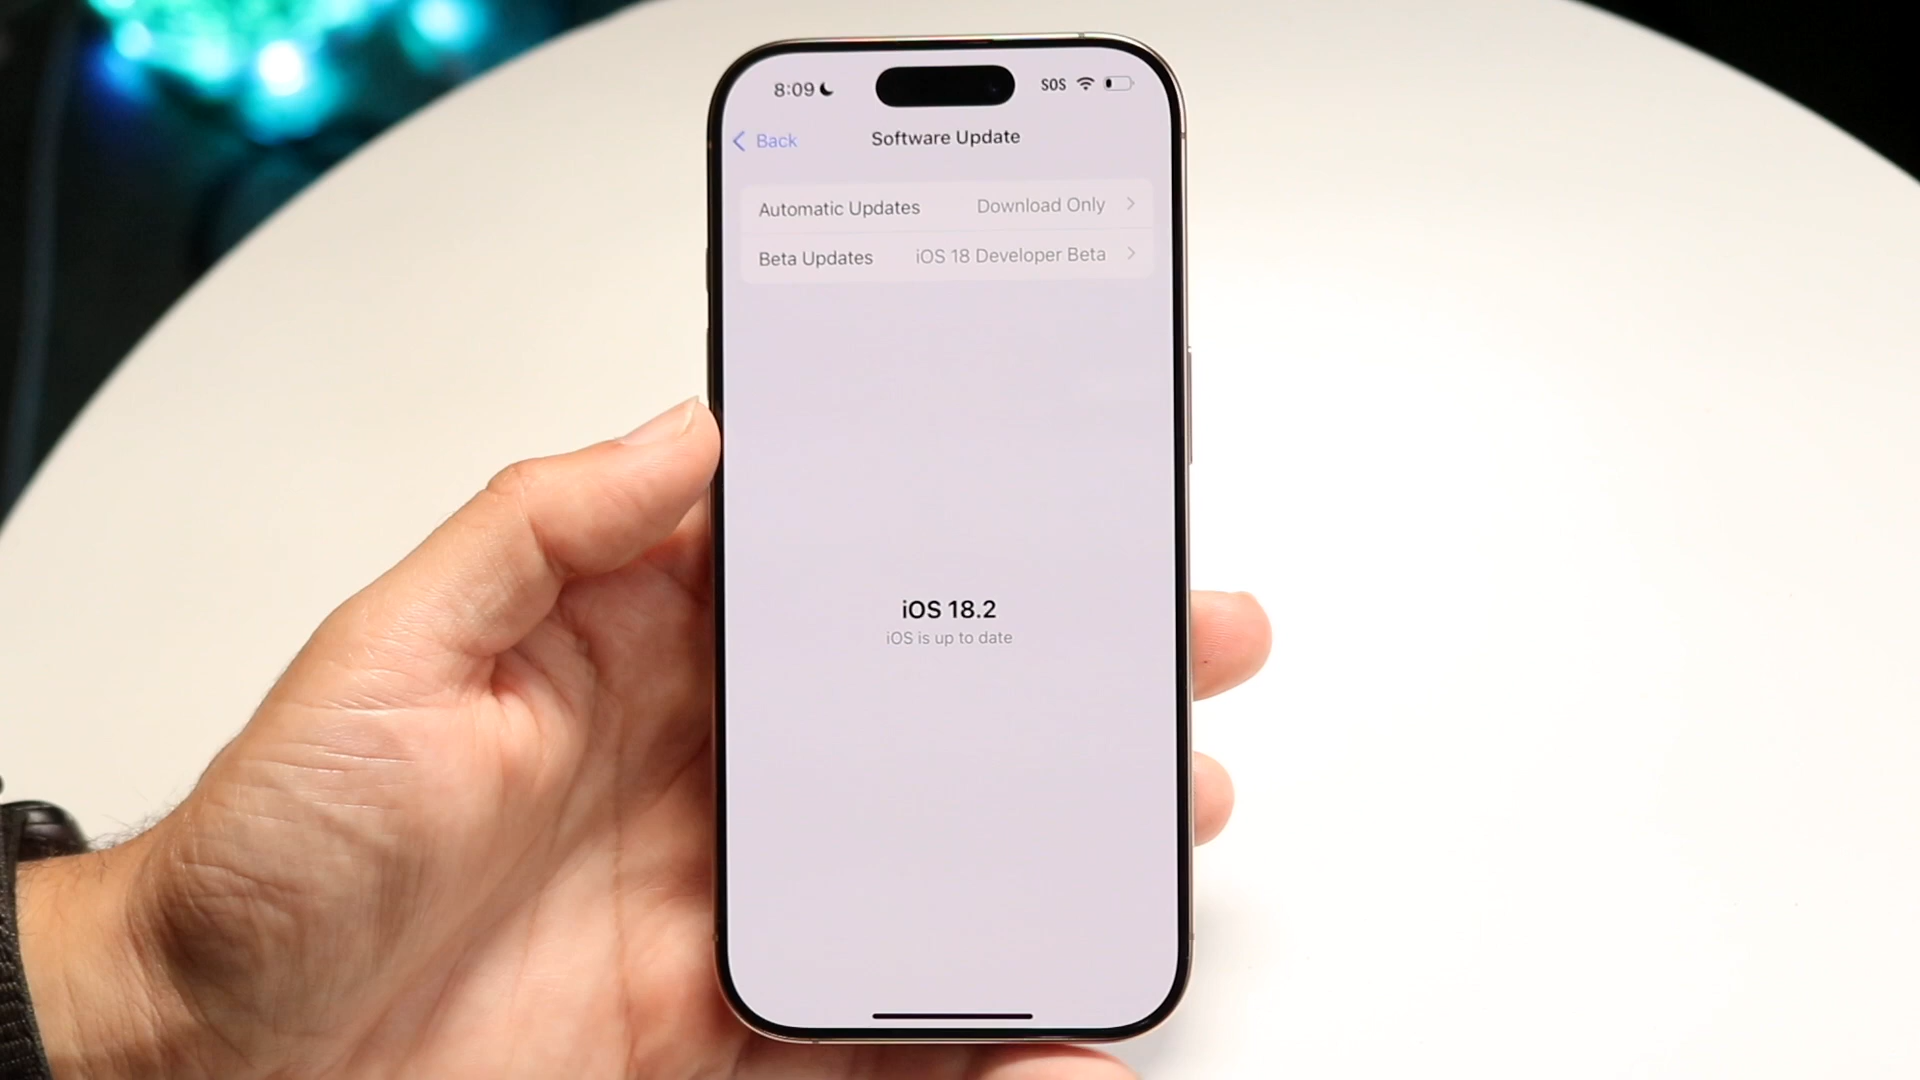 8:09 SOS
Back Software Update
Automatic Updates Download Only
Beta Updates iOS 18 Developer Beta
iOS 18.2
iOS is up to date